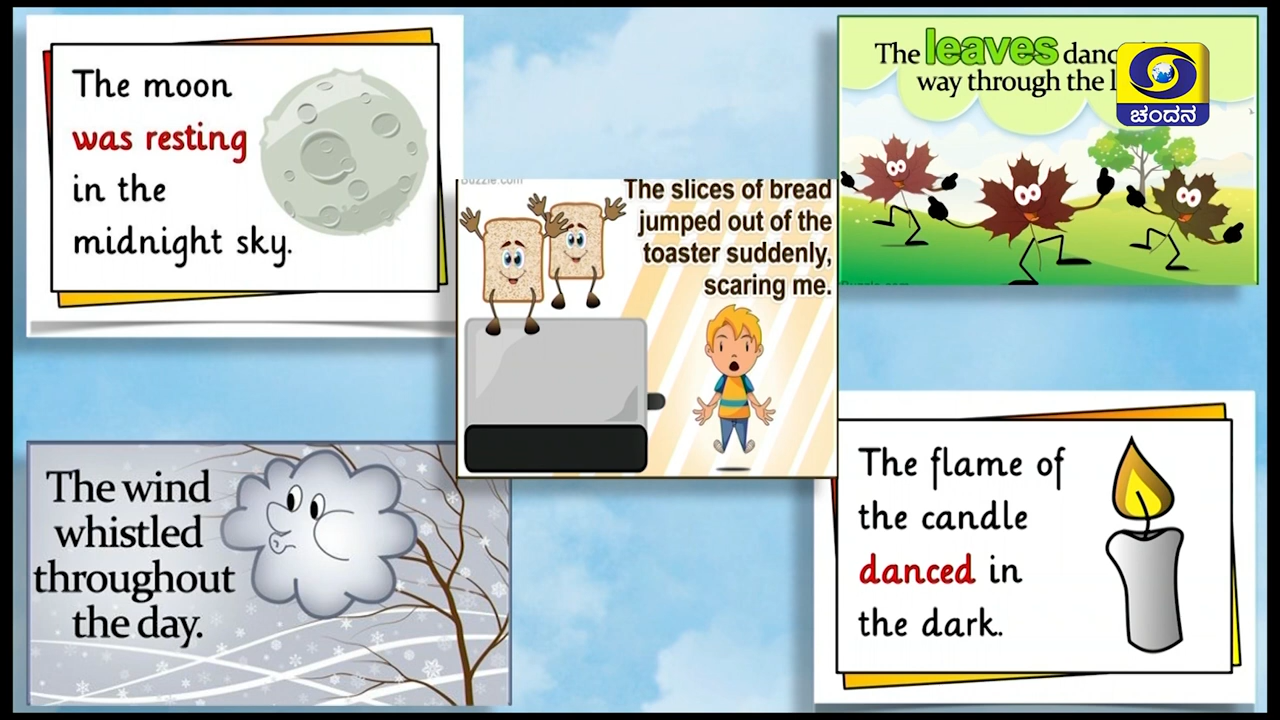 The moon
was resting
in the
midnight sky.
The leaves
way through the
ಚಂದನ
Buzzle.com
The slices of bread
jumped out of the
toaster suddenly,
scaring me.
The wind
whistled
throughout
the day.
The flame of
the candle
danced in
the dark.